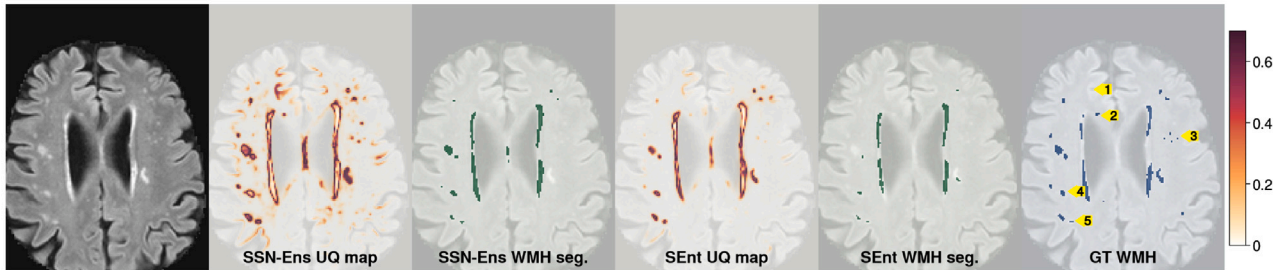 1
2
3
4
5
SSN-Ens UQ map
SSN-Ens WMH seg.
SEnt UQ map
SEnt WMH seg.
GT WMH
0.6
0.4
0.2
0